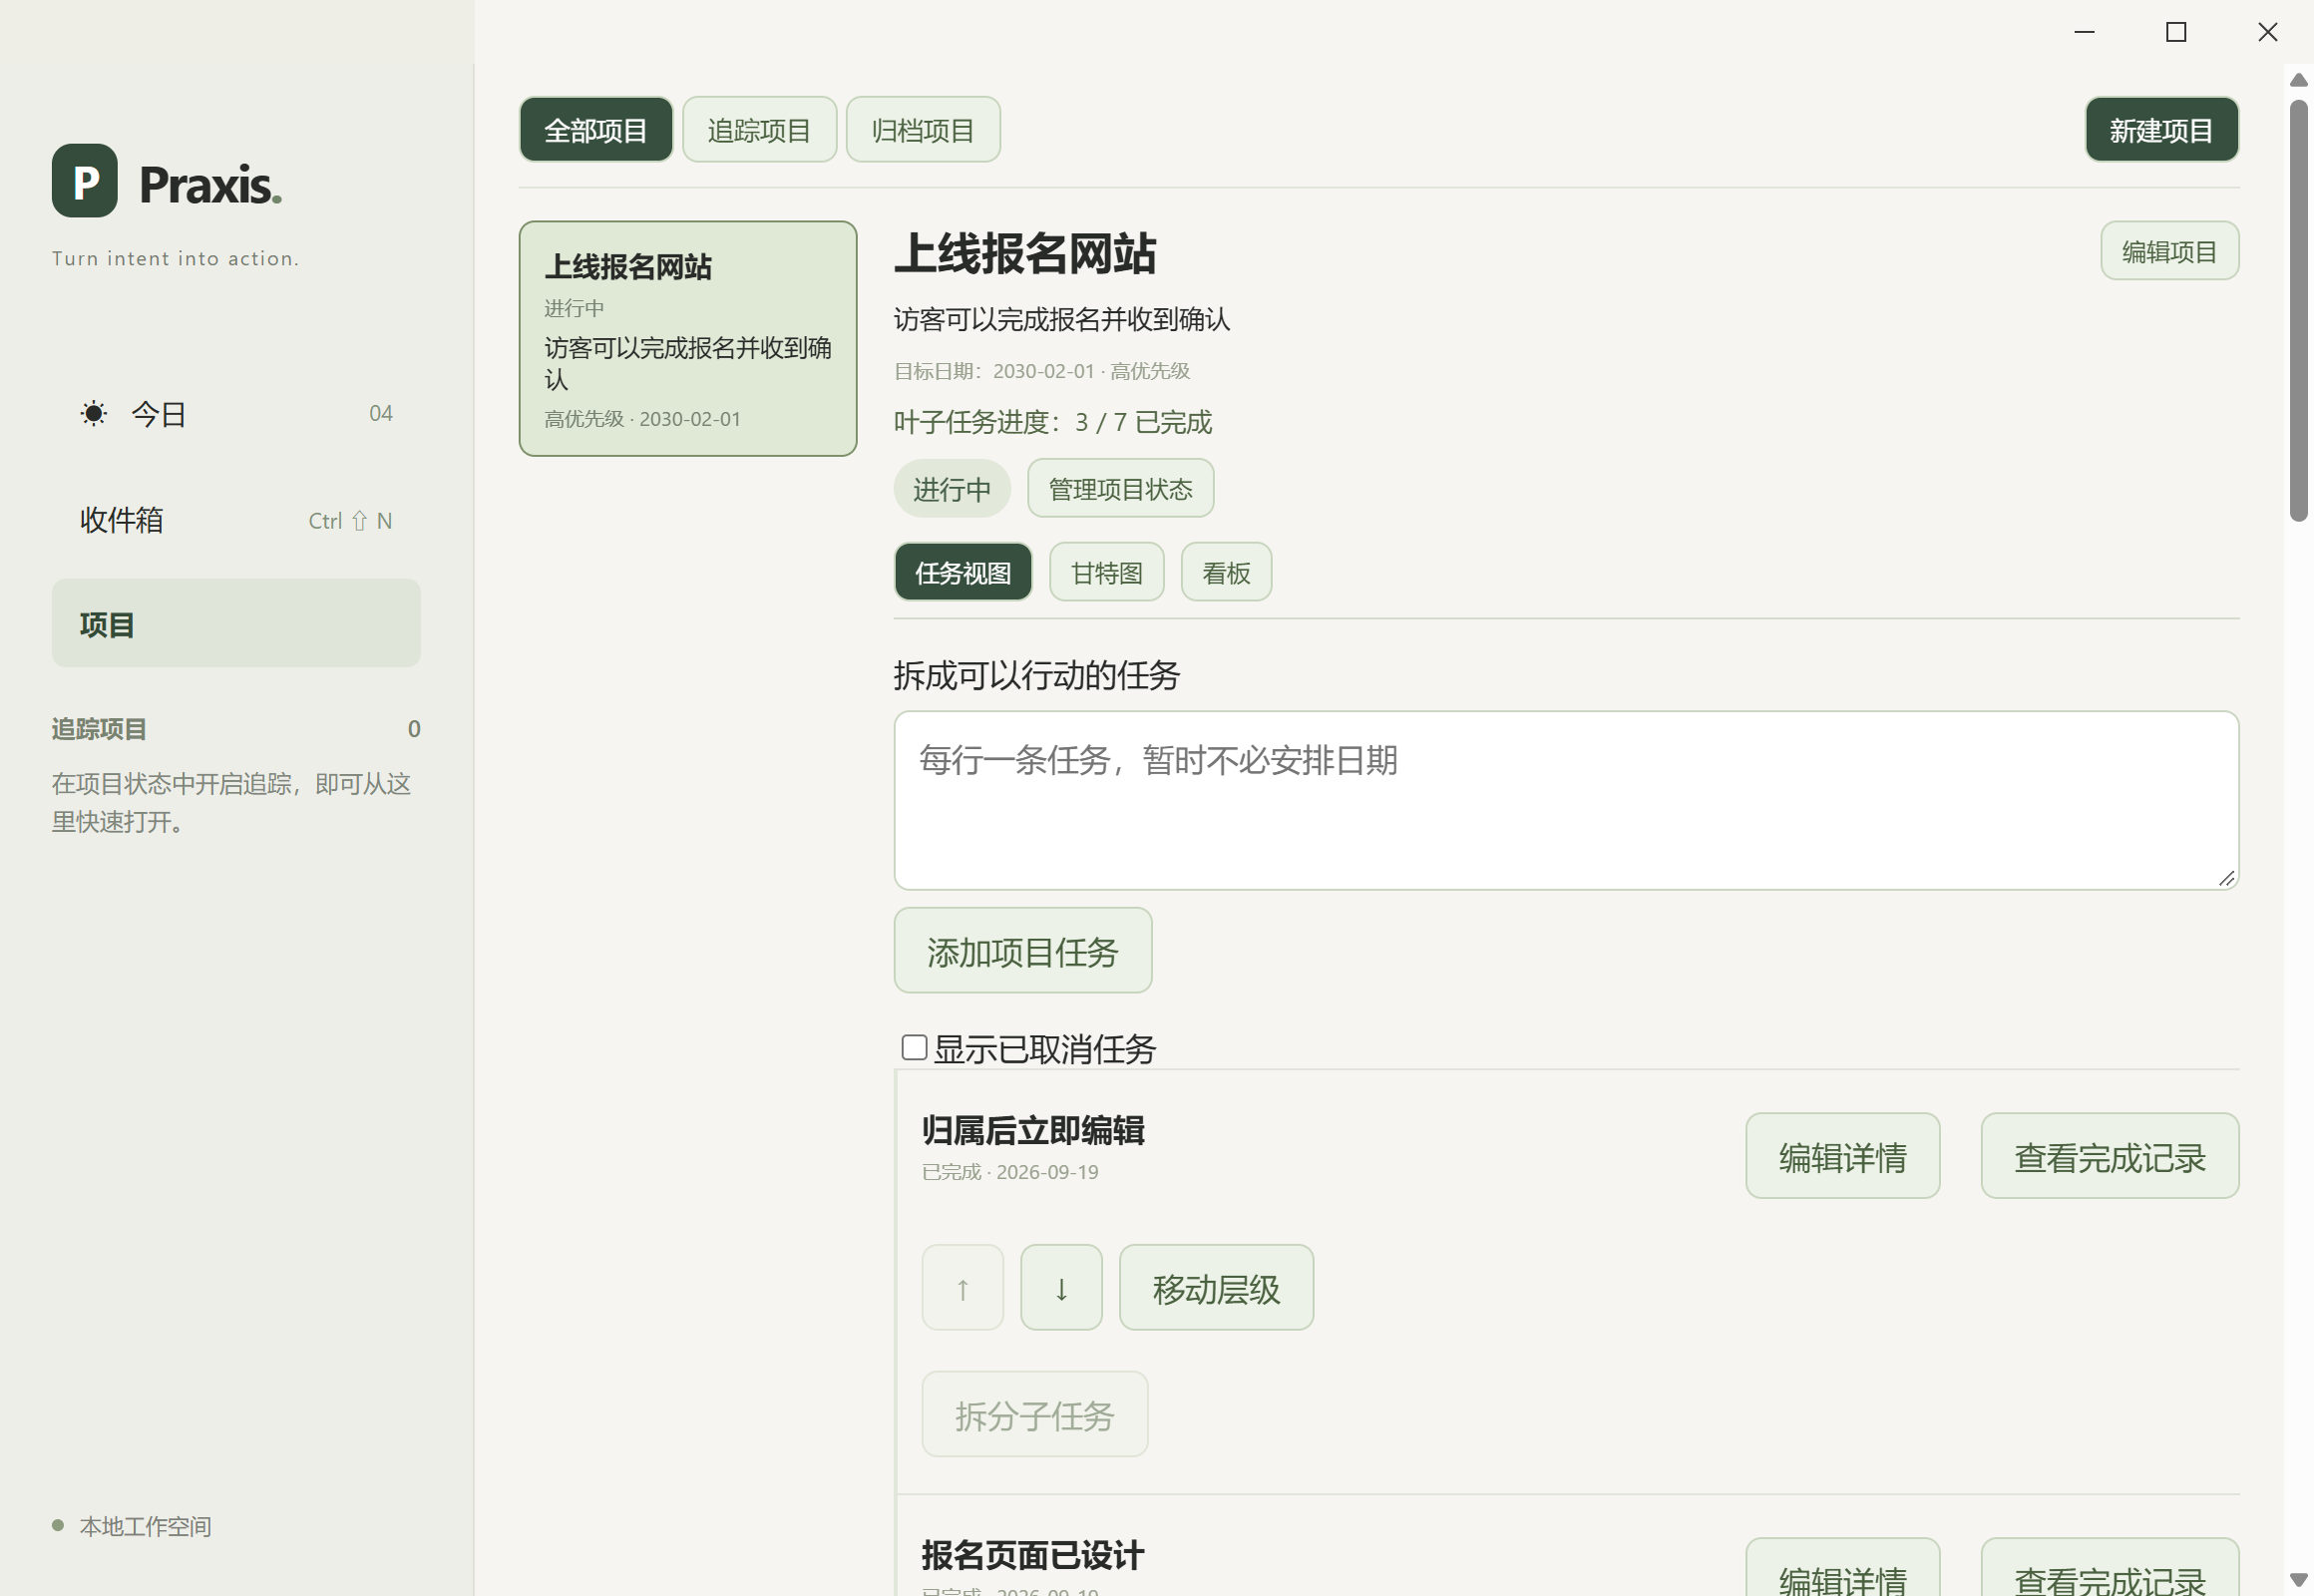 P Praxis.
Turn intent into action.
今日 04
收件箱 Ctrl ⇧ N
项目
追踪项目 0
在项目状态中开启追踪，即可从这
里快速打开。
本地工作空间
全部项目 追踪项目 归档项目 新建项目
上线报名网站
进行中
访客可以完成报名并收到确
认
高优先级 · 2030-02-01
上线报名网站 编辑项目
访客可以完成报名并收到确认
目标日期：2030-02-01 · 高优先级
叶子任务进度：3 / 7 已完成
进行中 管理项目状态
任务视图 甘特图 看板
拆成可以行动的任务
每行一条任务，暂时不必安排日期
添加项目任务
显示已取消任务
归属后立即编辑 编辑详情 查看完成记录
已完成 · 2026-09-19
↑ ↓ 移动层级
拆分子任务
报名页面已设计 编辑详情 查看完成记录
已完成 · 2026-09-19